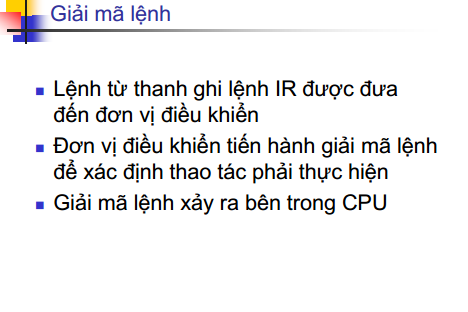 Giải mã lệnh
Lệnh từ thanh ghi lệnh IR được đưa
đến đơn vị điều khiển
Đơn vị điều khiển tiến hành giải mã lệnh
để xác định thao tác phải thực hiện
Giải mã lệnh xảy ra bên trong CPU